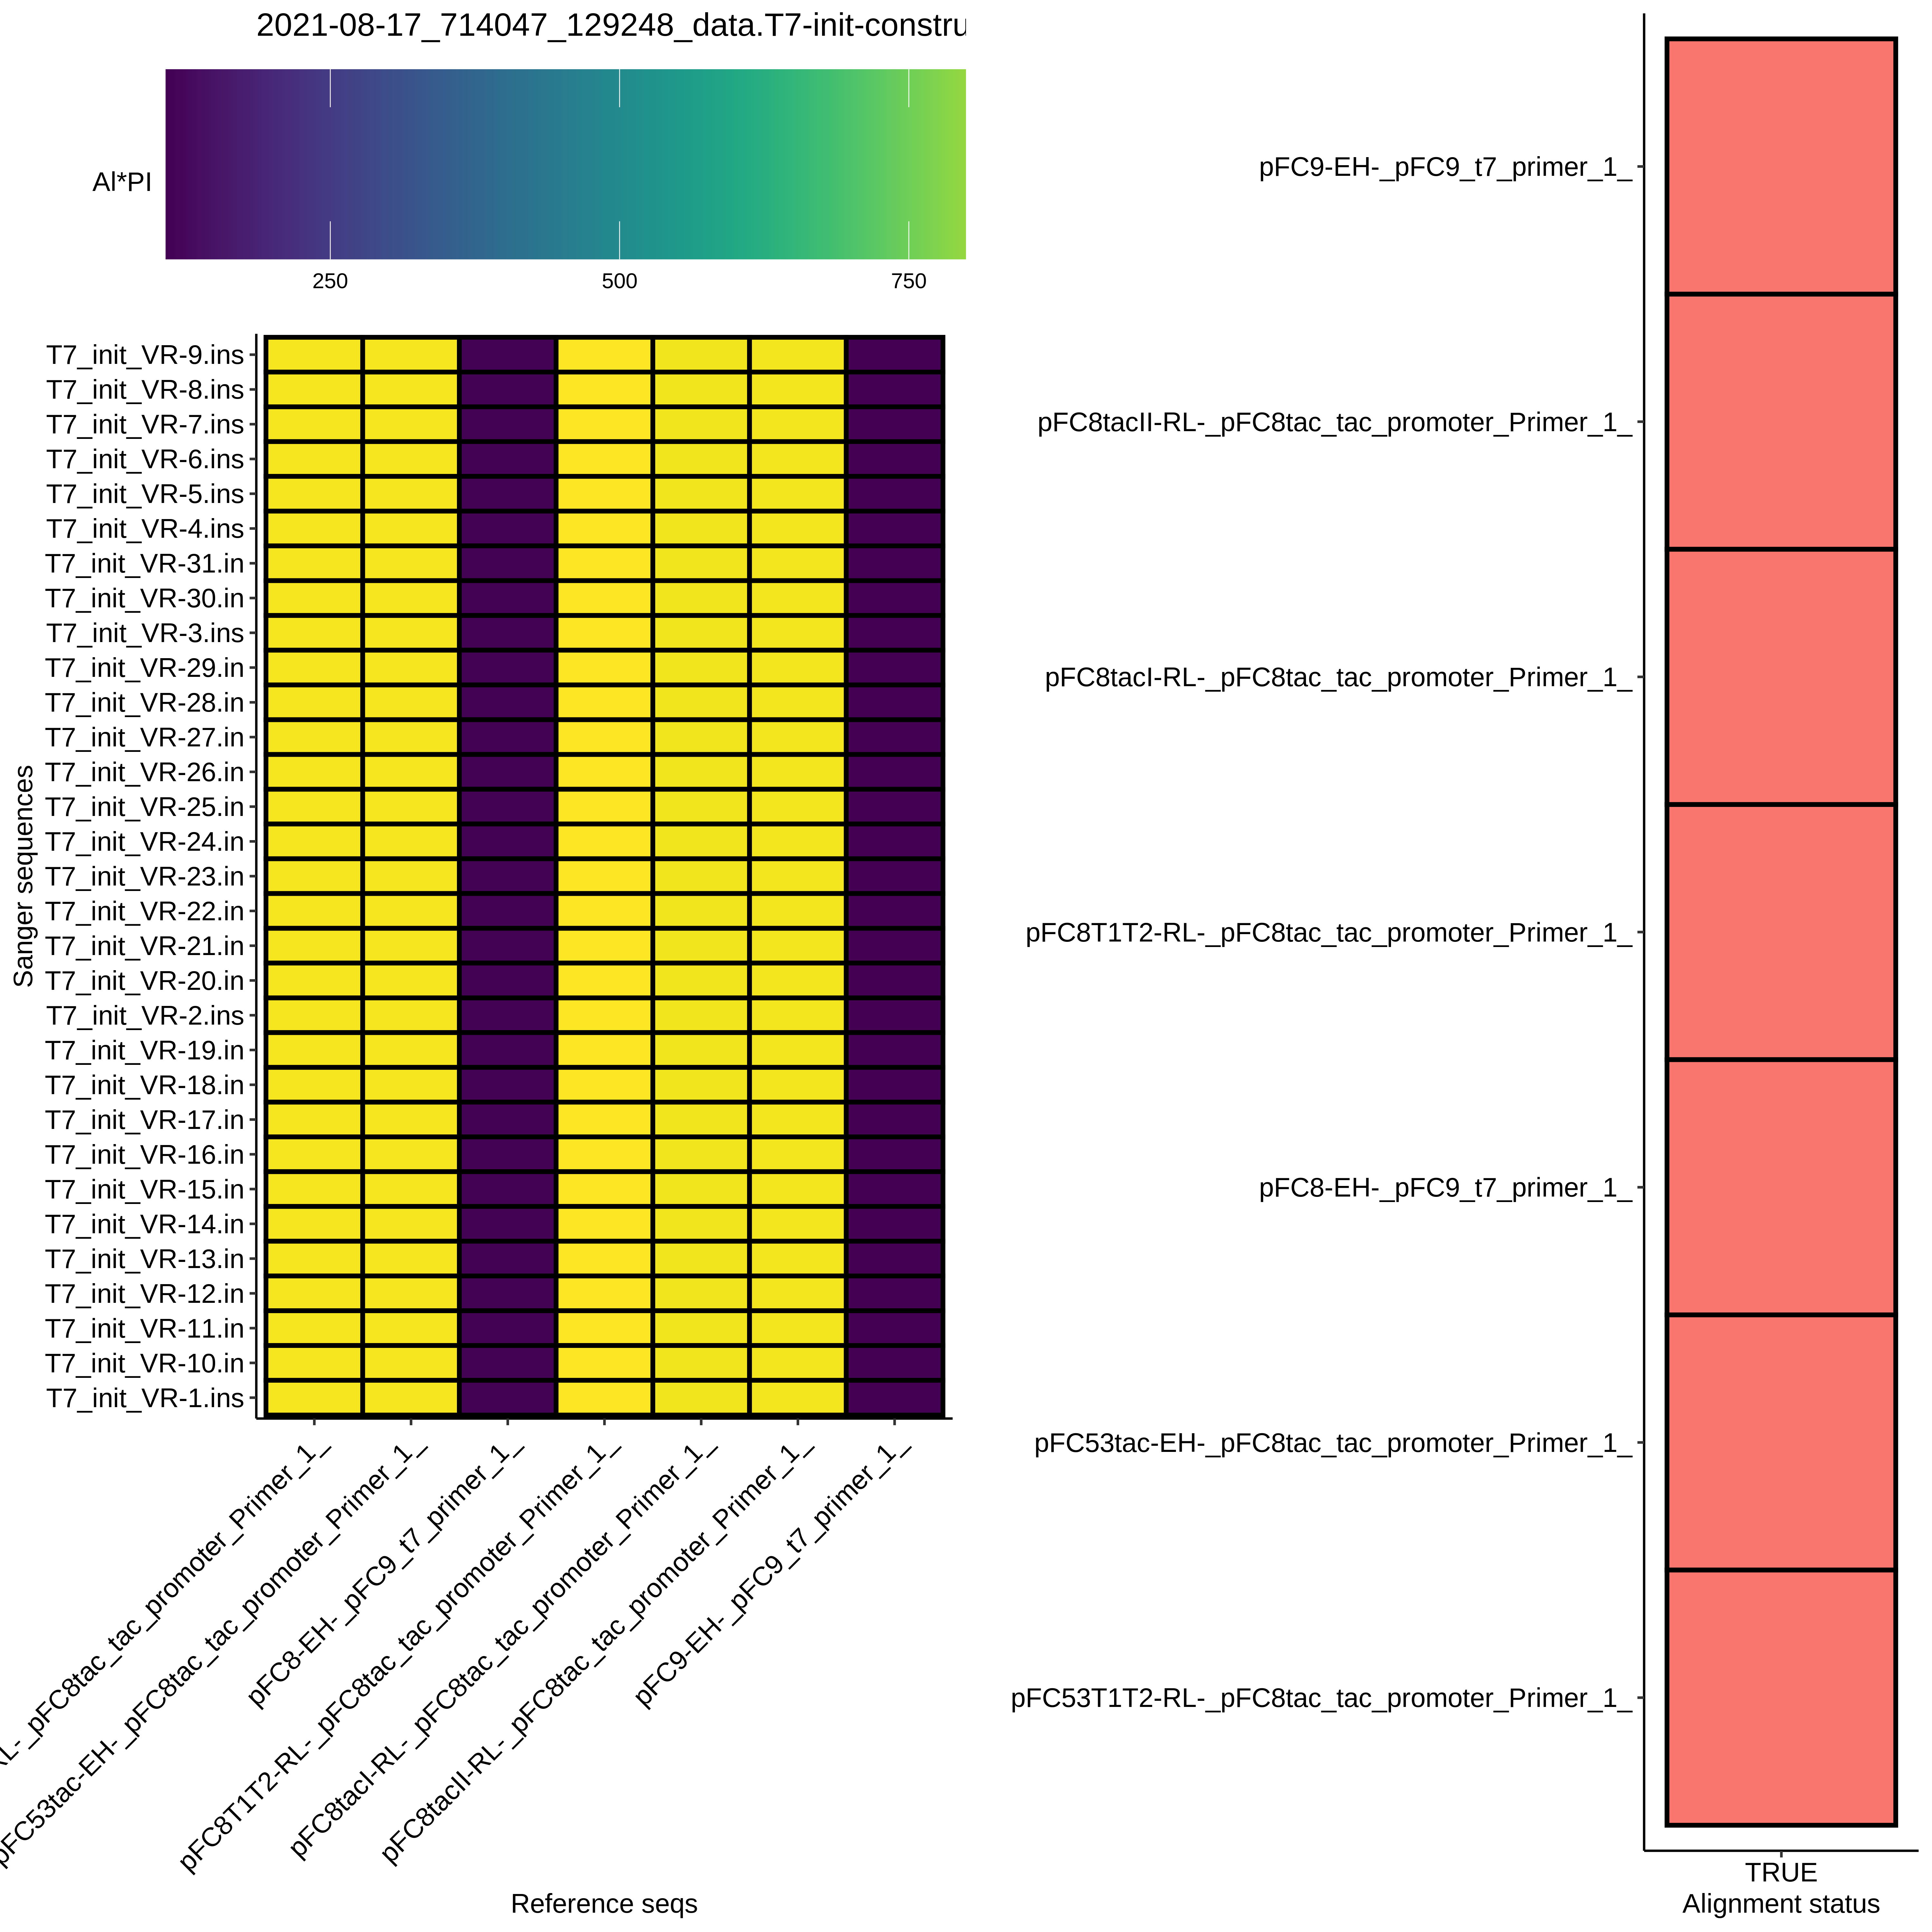 2021-08-17_714047_129248_data.T7-init-constru
Al*PI
250
500
750
Sanger sequences
T7_init_VR-9.ins
T7_init_VR-8.ins
T7_init_VR-7.ins
T7_init_VR-6.ins
T7_init_VR-5.ins
T7_init_VR-4.ins
T7_init_VR-31.in
T7_init_VR-30.in
T7_init_VR-3.ins
T7_init_VR-29.in
T7_init_VR-28.in
T7_init_VR-27.in
T7_init_VR-26.in
T7_init_VR-25.in
T7_init_VR-24.in
T7_init_VR-23.in
T7_init_VR-22.in
T7_init_VR-21.in
T7_init_VR-20.in
T7_init_VR-2.ins
T7_init_VR-19.in
T7_init_VR-18.in
T7_init_VR-17.in
T7_init_VR-16.in
T7_init_VR-15.in
T7_init_VR-14.in
T7_init_VR-13.in
T7_init_VR-12.in
T7_init_VR-11.in
T7_init_VR-10.in
T7_init_VR-1.ins
RL-_pFC8tac_tac_promoter_Primer_1_
pFC53tac-EH-_pFC8tac_tac_promoter_Primer_1_
pFC8-EH-_pFC9_t7_primer_1_
pFC8T1T2-RL-_pFC8tac_tac_promoter_Primer_1_
pFC8tacI-RL-_pFC8tac_tac_promoter_Primer_1_
pFC8tacII-RL-_pFC8tac_tac_promoter_Primer_1_
pFC9-EH-_pFC9_t7_primer_1_
Reference seqs
pFC9-EH-_pFC9_t7_primer_1_
pFC8tacII-RL-_pFC8tac_tac_promoter_Primer_1_
pFC8tacI-RL-_pFC8tac_tac_promoter_Primer_1_
pFC8T1T2-RL-_pFC8tac_tac_promoter_Primer_1_
pFC8-EH-_pFC9_t7_primer_1_
pFC53tac-EH-_pFC8tac_tac_promoter_Primer_1_
pFC53T1T2-RL-_pFC8tac_tac_promoter_Primer_1_
TRUE
Alignment status